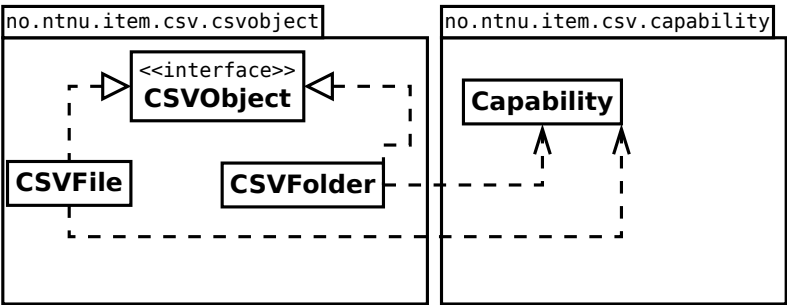 no.ntnu.item.csv.csvobject
no.ntnu.item.csv.capability
<<interface>>
CSVObject
Capability
CSVFile
CSVFolder